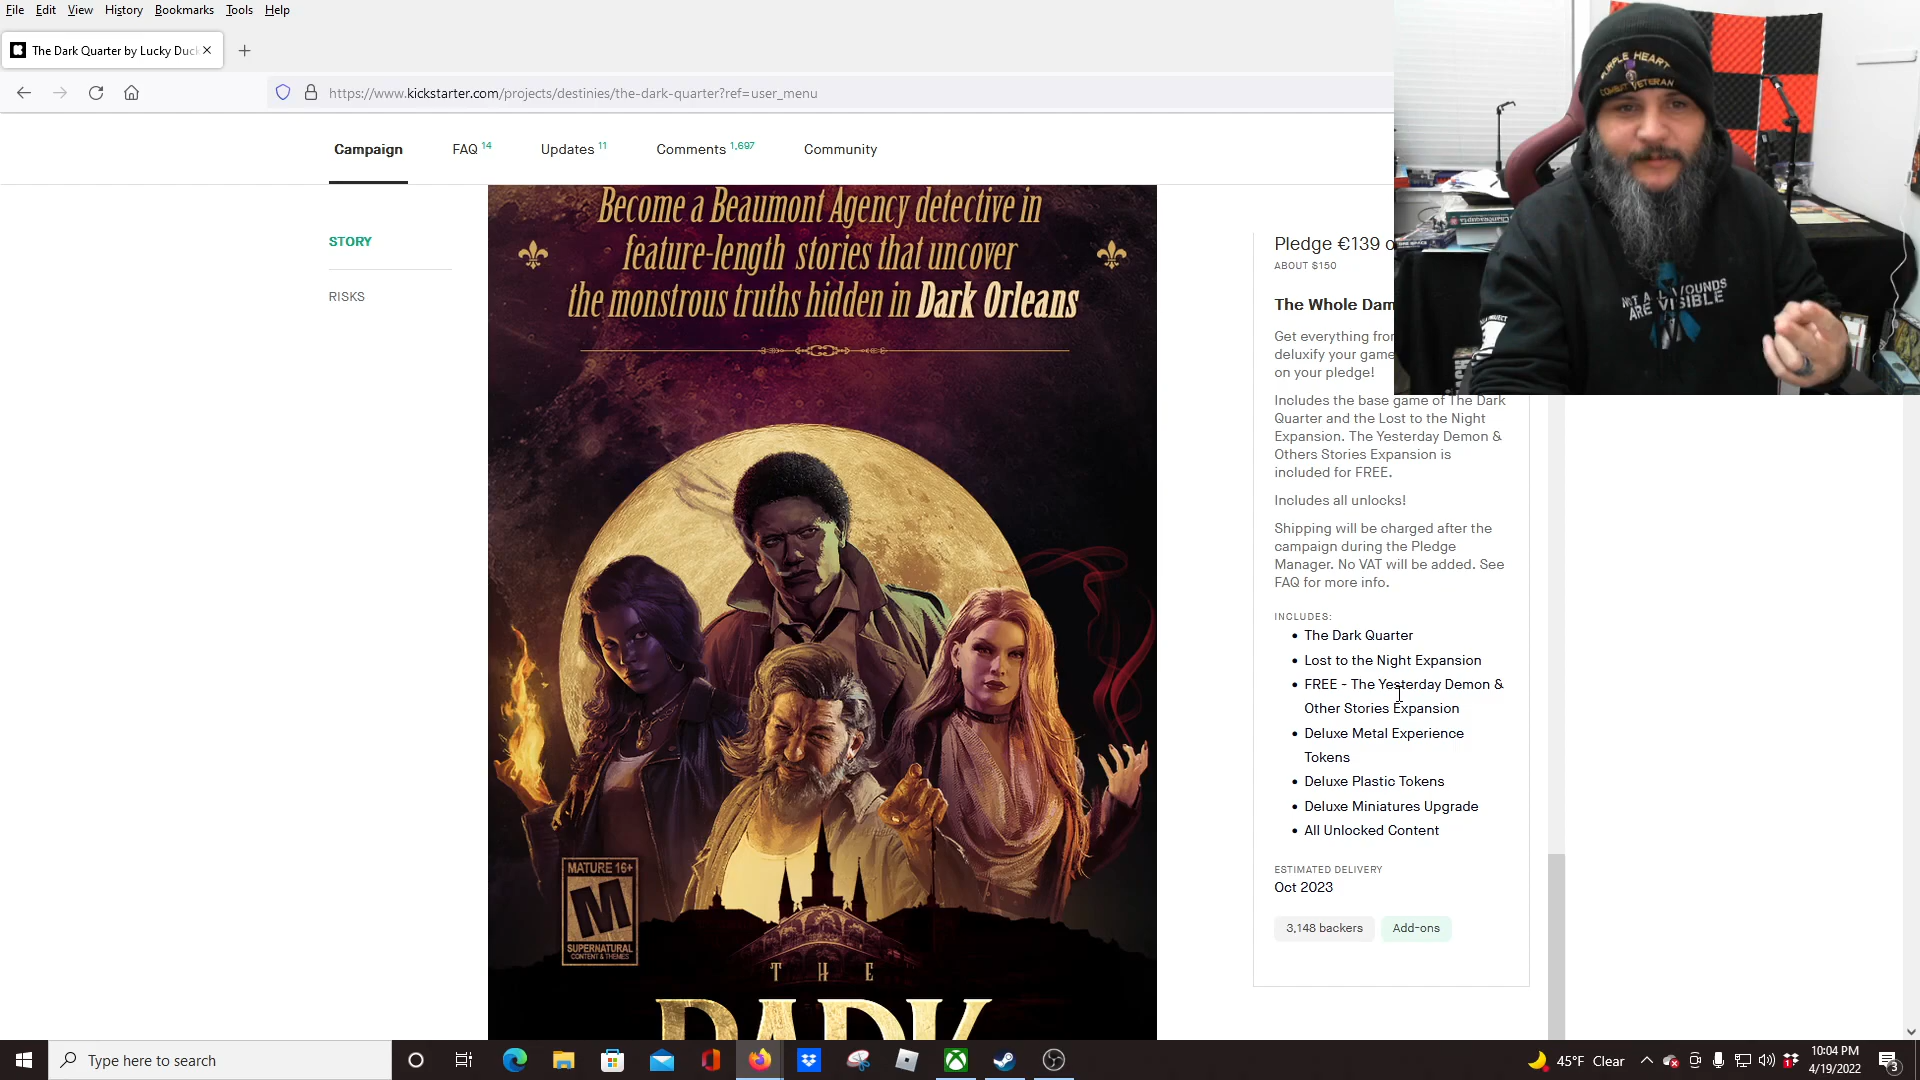 File Edit View History Bookmarks Tools Help
The Dark Quarter by Lucky Duc
https://www.kickstarter.com/projects/destinies/the-dark-quarter?ref=user_menu
Campaign FAQ 14 Updates 11 Comments 1,697 Community
STORY
RISKS
Become a Beaumont Agency detective in
feature-length stories that uncover
the monstrous truths hidden in Dark Orleans
MATURE 16+
M
SUPERNATURAL
CONTENT & THEMES
THE
DARK
Pledge €139 o
ABOUT $150
The Whole Dam
Get everything fro
deluxify your game
on your pledge!
Includes the base game of The Dark
Quarter and the Lost to the Night
Expansion. The Yesterday Demon &
Others Stories Expansion is
included for FREE.
Includes all unlocks!
Shipping will be charged after the
campaign during the Pledge
Manager. No VAT will be added. See
FAQ for more info.
INCLUDES:
The Dark Quarter
Lost to the Night Expansion
FREE - The Yesterday Demon &
Other Stories Expansion
Deluxe Metal Experience
Tokens
Deluxe Plastic Tokens
Deluxe Miniatures Upgrade
All Unlocked Content
ESTIMATED DELIVERY
Oct 2023
3,148 backers Add-ons
PURPLE HEART
COMBAT VETERAN
WOUNDS
ARE VISIBLE
Type here to search
45°F Clear
10:04 PM
4/19/2022
3